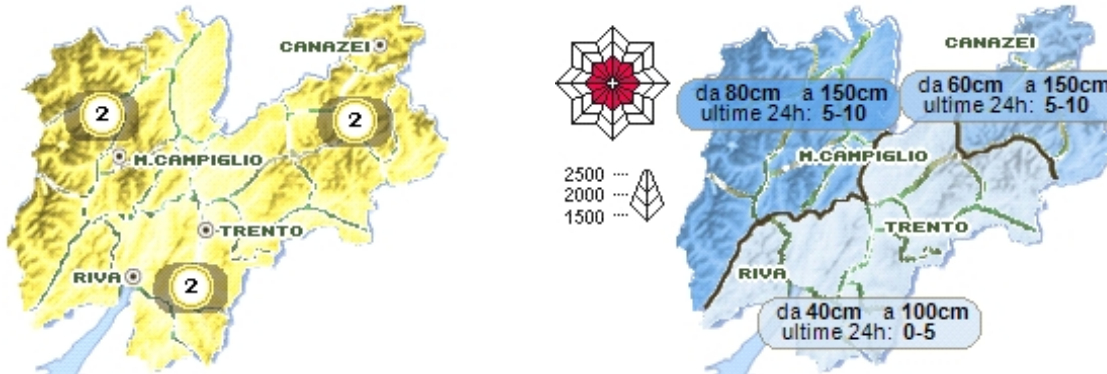 CANAZEI
2
2
M.CAMPIGLIO
TRENTO
RIVA
2
CANAZEI
da 80cm a 150cm
ultime 24h: 5-10
da 60cm a 150cm
ultime 24h: 5-10
M.CAMPIGLIO
2500
2000
1500
TRENTO
RIVA
da 40cm a 100cm
ultime 24h: 0-5